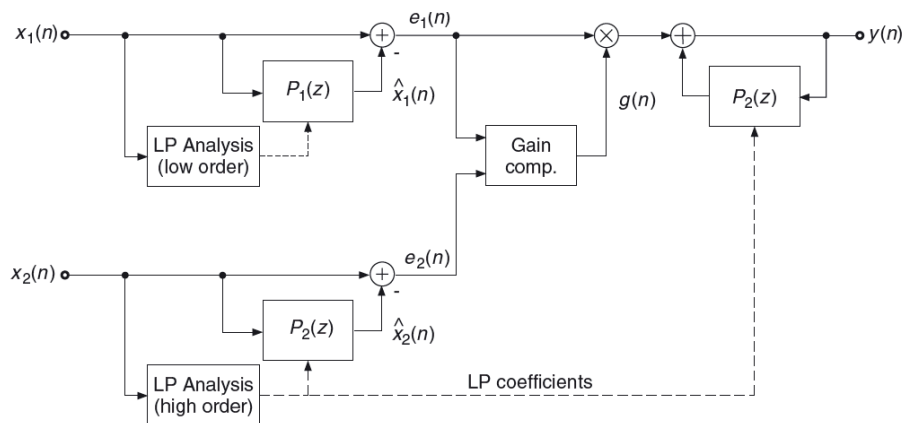 x₁(n)
e₁(n)
y(n)
-
P₁(z)
x̂₁(n)
g(n)
P₂(z)
LP Analysis
(low order)
Gain
comp.
x₂(n)
e₂(n)
-
P₂(z)
x̂₂(n)
LP Analysis
(high order)
LP coefficients